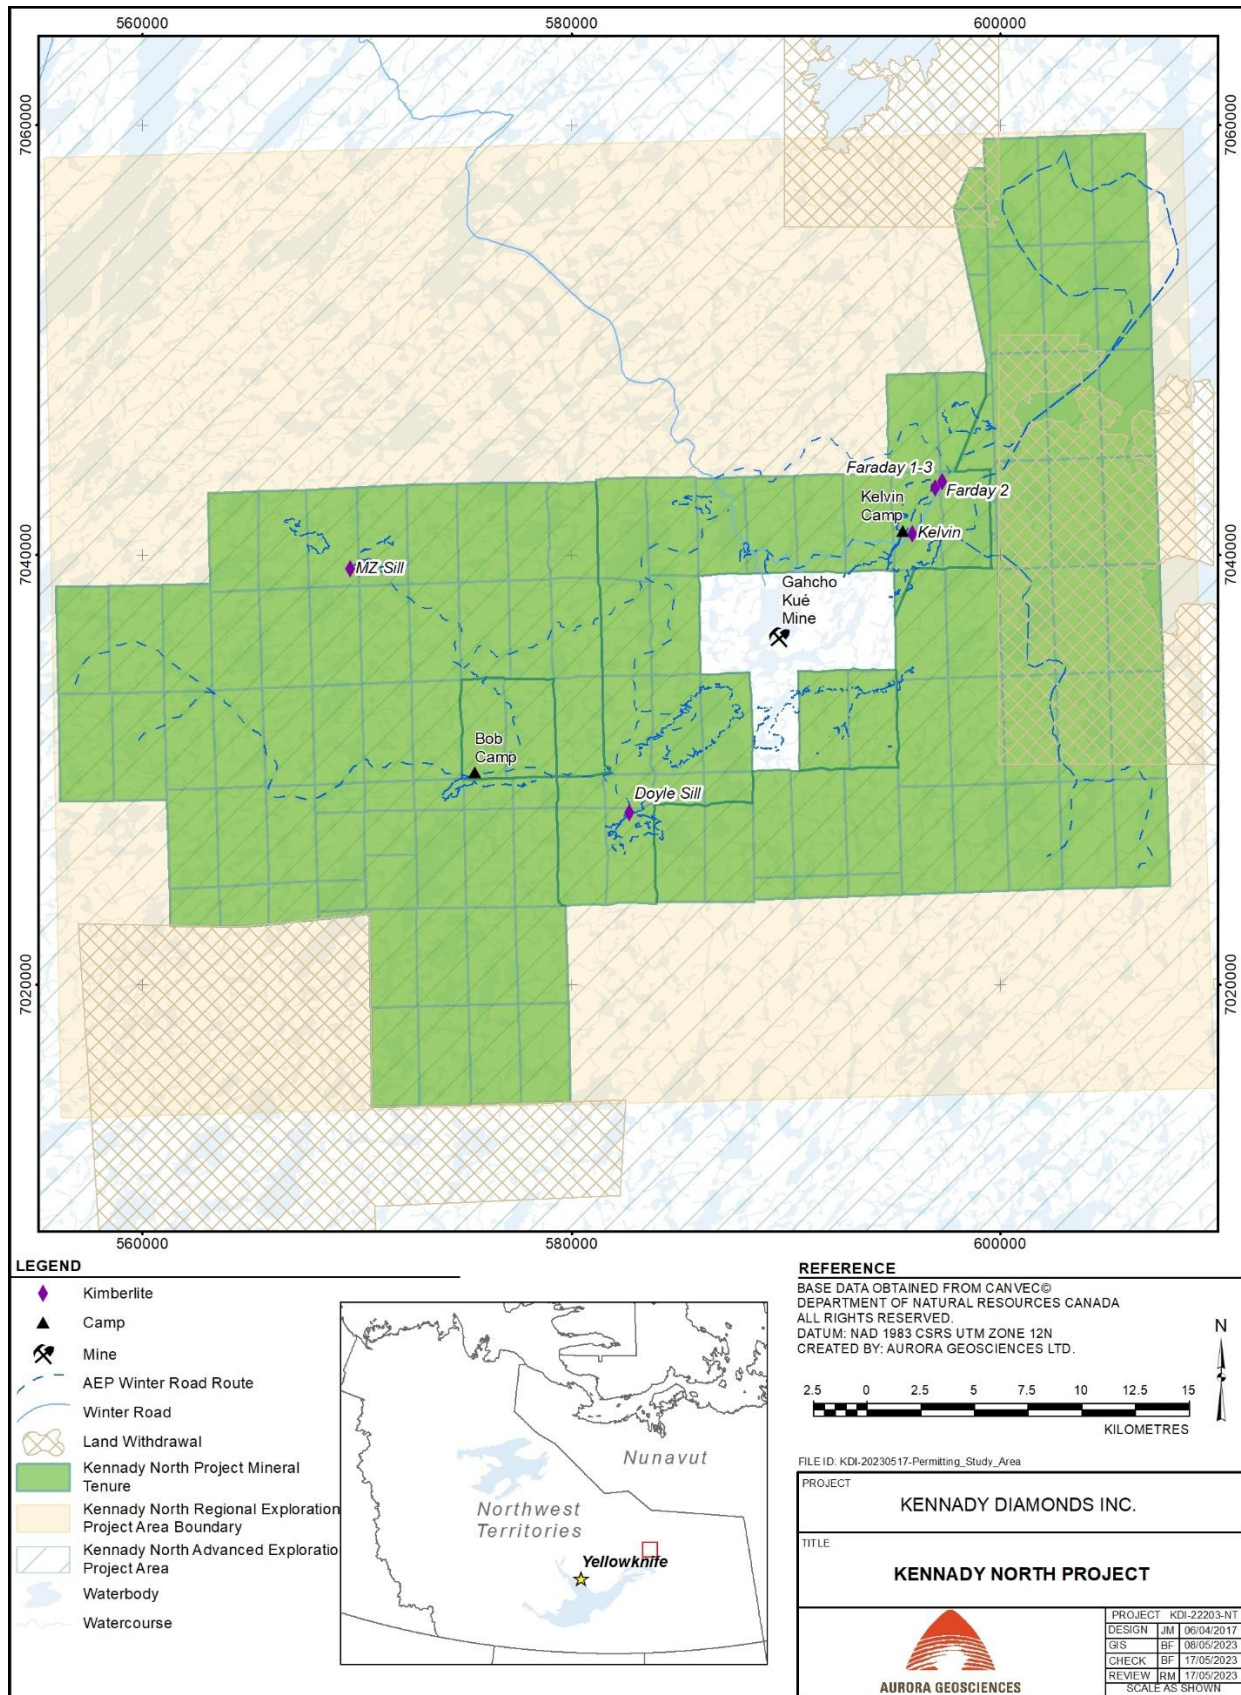 560000
580000
600000
7060000
7060000
Faraday 1-3
Farday 2
Kelvin
Camp
Kelvin
7040000
7040000
MZ Sill
Gahcho
Kué
Mine
Bob
Camp
Doyle Sill
7020000
7020000
560000
580000
600000
LEGEND
Kimberlite
Camp
Mine
AEP Winter Road Route
Winter Road
Land Withdrawal
Kennady North Project Mineral
Tenure
Kennady North Regional Exploration
Project Area Boundary
Kennady North Advanced Exploratio
Project Area
Waterbody
Watercourse
Nunavut
Northwest
Territories
Yellowknife
REFERENCE
BASE DATA OBTAINED FROM CANVEC©
DEPARTMENT OF NATURAL RESOURCES CANADA
ALL RIGHTS RESERVED.
DATUM: NAD 1983 CSRS UTM ZONE 12N
CREATED BY: AURORA GEOSCIENCES LTD.
N
2.5 0 2.5 5 7.5 10 12.5 15
KILOMETRES
FILE ID: KDI-20230517-Permitting_Study_Area
PROJECT
KENNADY DIAMONDS INC.
TITLE
KENNADY NORTH PROJECT
AURORA GEOSCIENCES
PROJECT KDI-22203-NT
DESIGN JM 06/04/2017
GIS BF 08/05/2023
CHECK BF 17/05/2023
REVIEW RM 17/05/2023
SCALE AS SHOWN